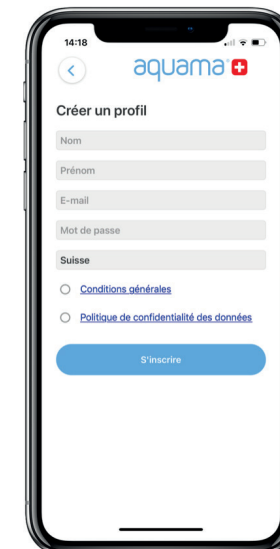 14:18
aquama
Créer un profil
Nom
Prénom
E-mail
Mot de passe
Suisse
Conditions générales
Politique de confidentialité des données
S'inscrire